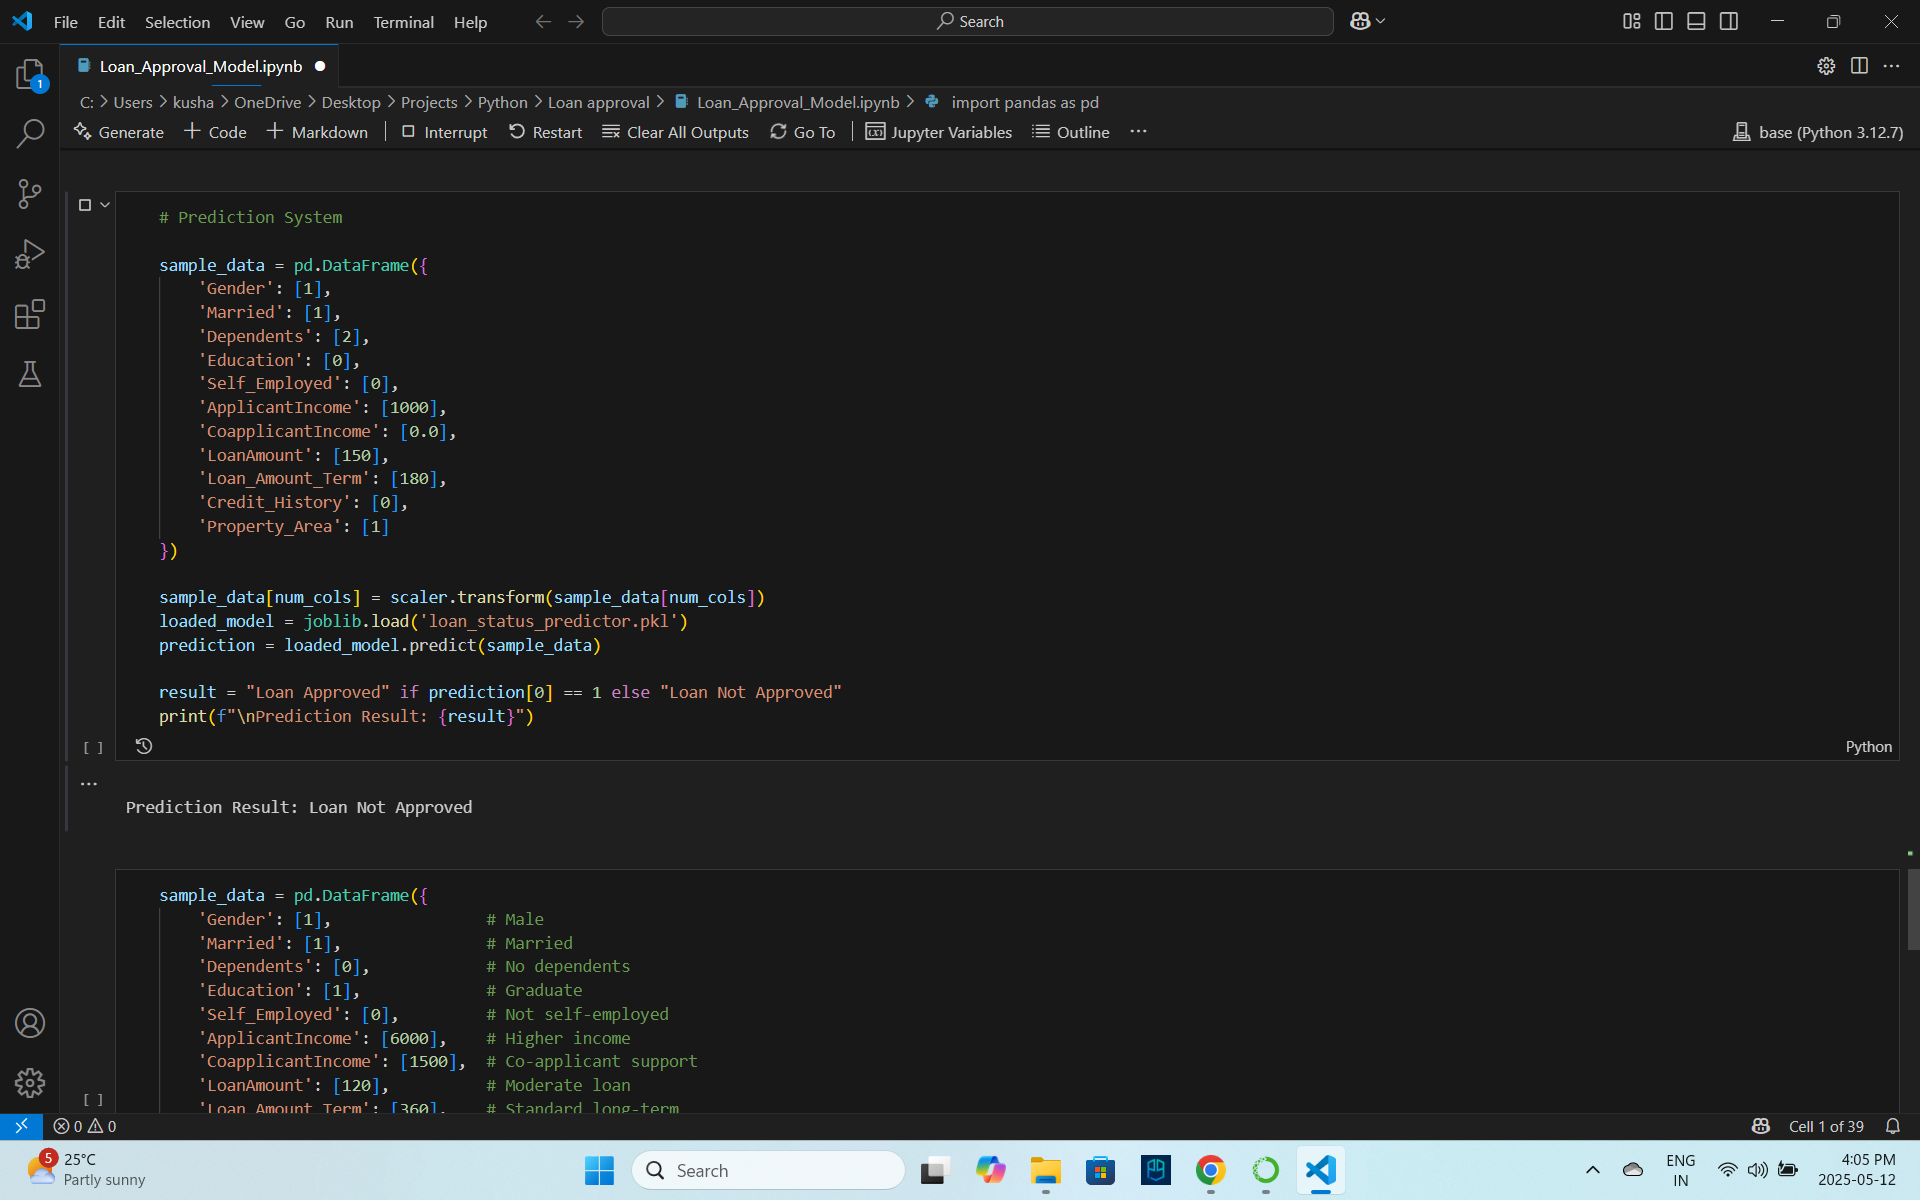 File Edit Selection View Go Run Terminal Help Search
Loan_Approval_Model.ipynb
1
C: > Users > kusha > OneDrive > Desktop > Projects > Python > Loan approval > Loan_Approval_Model.ipynb > import pandas as pd
Generate + Code + Markdown Interrupt Restart Clear All Outputs Go To Jupyter Variables Outline ... base (Python 3.12.7)
# Prediction System
sample_data = pd.DataFrame({
'Gender': [1],
'Married': [1],
'Dependents': [2],
'Education': [0],
'Self_Employed': [0],
'ApplicantIncome': [1000],
'CoapplicantIncome': [0.0],
'LoanAmount': [150],
'Loan_Amount_Term': [180],
'Credit_History': [0],
'Property_Area': [1]
})
sample_data[num_cols] = scaler.transform(sample_data[num_cols])
loaded_model = joblib.load('loan_status_predictor.pkl')
prediction = loaded_model.predict(sample_data)
result = "Loan Approved" if prediction[0] == 1 else "Loan Not Approved"
print(f"\nPrediction Result: {result}")
[ ] Python
...
Prediction Result: Loan Not Approved
sample_data = pd.DataFrame({
'Gender': [1], # Male
'Married': [1], # Married
'Dependents': [0], # No dependents
'Education': [1], # Graduate
'Self_Employed': [0], # Not self-employed
'ApplicantIncome': [6000], # Higher income
'CoapplicantIncome': [1500], # Co-applicant support
'LoanAmount': [120], # Moderate loan
[ ]
'Loan_Amount_Term': [360], # Standard long-term
0 0 Cell 1 of 39
5 25°C
Partly sunny
Search
ENG
IN
4:05 PM
2025-05-12